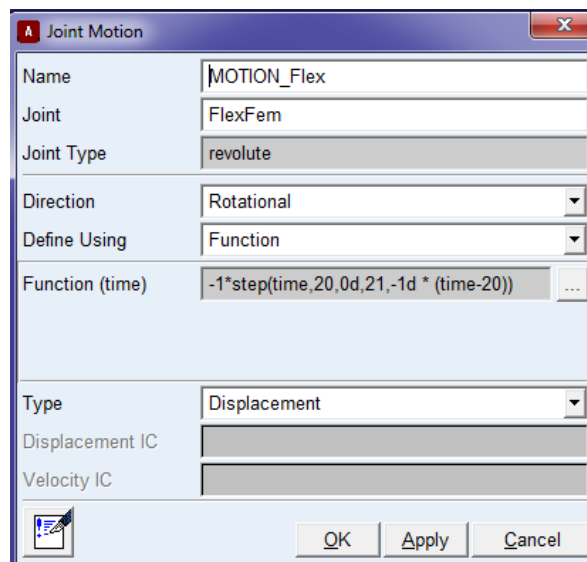 A Joint Motion X
Name MOTION_Flex
Joint FlexFem
Joint Type revolute
Direction Rotational
Define Using Function
Function (time) -1*step(time,20,0d,21,-1d * (time-20)) ...
Type Displacement
Displacement IC
Velocity IC
OK Apply Cancel